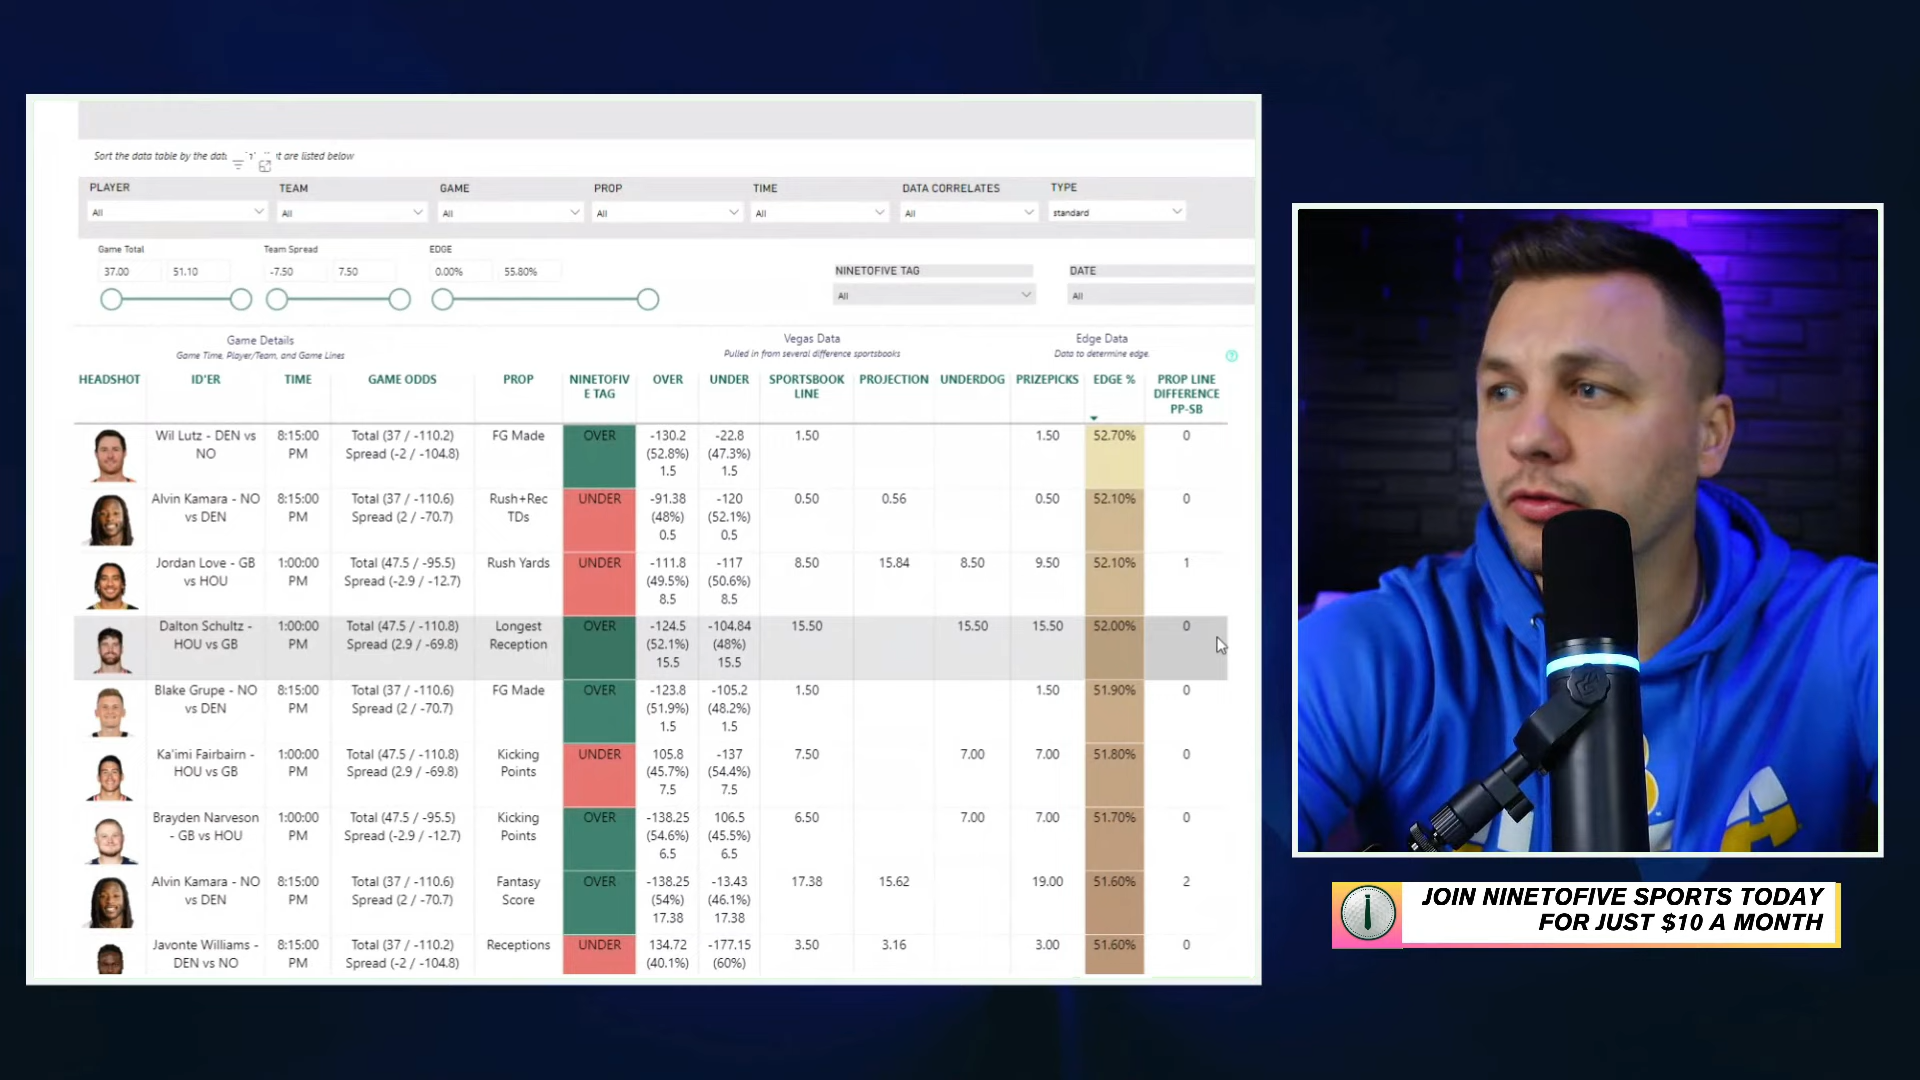 Sort the data table by the data
t are listed below
PLAYER
TEAM
GAME
PROP
TIME
DATA CORRELATES
TYPE
All
All
All
All
All
All
standard
Game Total
Team Spread
EDGE
37.00
51.10
-7.50
7.50
0.00%
55.80%
NINETOFIVE TAG
DATE
All
All
Game Details
Game Time, Player/Team, and Game Lines
Vegas Data
Pulled in from several difference sportsbooks
Edge Data
Data to determine edge.
HEADSHOT
ID'ER
TIME
GAME ODDS
PROP
NINETOFIV
E TAG
OVER
UNDER
SPORTSBOOK
LINE
PROJECTION
UNDERDOG
PRIZEPICKS
EDGE %
PROP LINE
DIFFERENCE
PP-SB
Wil Lutz - DEN vs
NO
8:15:00
PM
Total (37 / -110.2)
Spread (-2 / -104.8)
FG Made
OVER
-130.2
(52.8%)
1.5
-22.8
(47.3%)
1.5
1.50
1.50
52.70%
0
Alvin Kamara - NO
vs DEN
8:15:00
PM
Total (37 / -110.6)
Spread (2 / -70.7)
Rush+Rec
TDs
UNDER
-91.38
(48%)
0.5
-120
(52.1%)
0.5
0.50
0.56
0.50
52.10%
0
Jordan Love - GB
vs HOU
1:00:00
PM
Total (47.5 / -95.5)
Spread (-2.9 / -12.7)
Rush Yards
UNDER
-111.8
(49.5%)
8.5
-117
(50.6%)
8.5
8.50
15.84
8.50
9.50
52.10%
1
Dalton Schultz -
HOU vs GB
1:00:00
PM
Total (47.5 / -110.8)
Spread (2.9 / -69.8)
Longest
Reception
OVER
-124.5
(52.1%)
15.5
-104.84
(48%)
15.5
15.50
15.50
15.50
52.00%
0
Blake Grupe - NO
vs DEN
8:15:00
PM
Total (37 / -110.6)
Spread (2 / -70.7)
FG Made
OVER
-123.8
(51.9%)
1.5
-105.2
(48.2%)
1.5
1.50
1.50
51.90%
0
Ka'imi Fairbairn -
HOU vs GB
1:00:00
PM
Total (47.5 / -110.8)
Spread (2.9 / -69.8)
Kicking
Points
UNDER
105.8
(45.7%)
7.5
-137
(54.4%)
7.5
7.50
7.00
7.00
51.80%
0
Brayden Narveson
- GB vs HOU
1:00:00
PM
Total (47.5 / -95.5)
Spread (-2.9 / -12.7)
Kicking
Points
OVER
-138.25
(54.6%)
6.5
106.5
(45.5%)
6.5
6.50
7.00
7.00
51.70%
0
Alvin Kamara - NO
vs DEN
8:15:00
PM
Total (37 / -110.6)
Spread (2 / -70.7)
Fantasy
Score
OVER
-138.25
(54%)
17.38
-13.43
(46.1%)
17.38
17.38
15.62
19.00
51.60%
2
Javonte Williams -
DEN vs NO
8:15:00
PM
Total (37 / -110.2)
Spread (-2 / -104.8)
Receptions
UNDER
134.72
(40.1%)
-177.15
(60%)
3.50
3.16
3.00
51.60%
0
JOIN NINETOFIVE SPORTS TODAY
FOR JUST $10 A MONTH